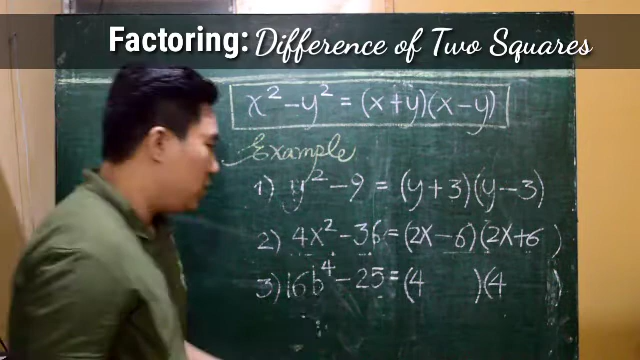 Factoring: Difference of Two Squares
x² - y² = (x+y)(x-y)
Example
1) y² - 9 = (y+3)(y-3)
2) 4x² - 36 = (2x-6)(2x+6 )
3) 16b⁴ - 25 = (4 )(4 )